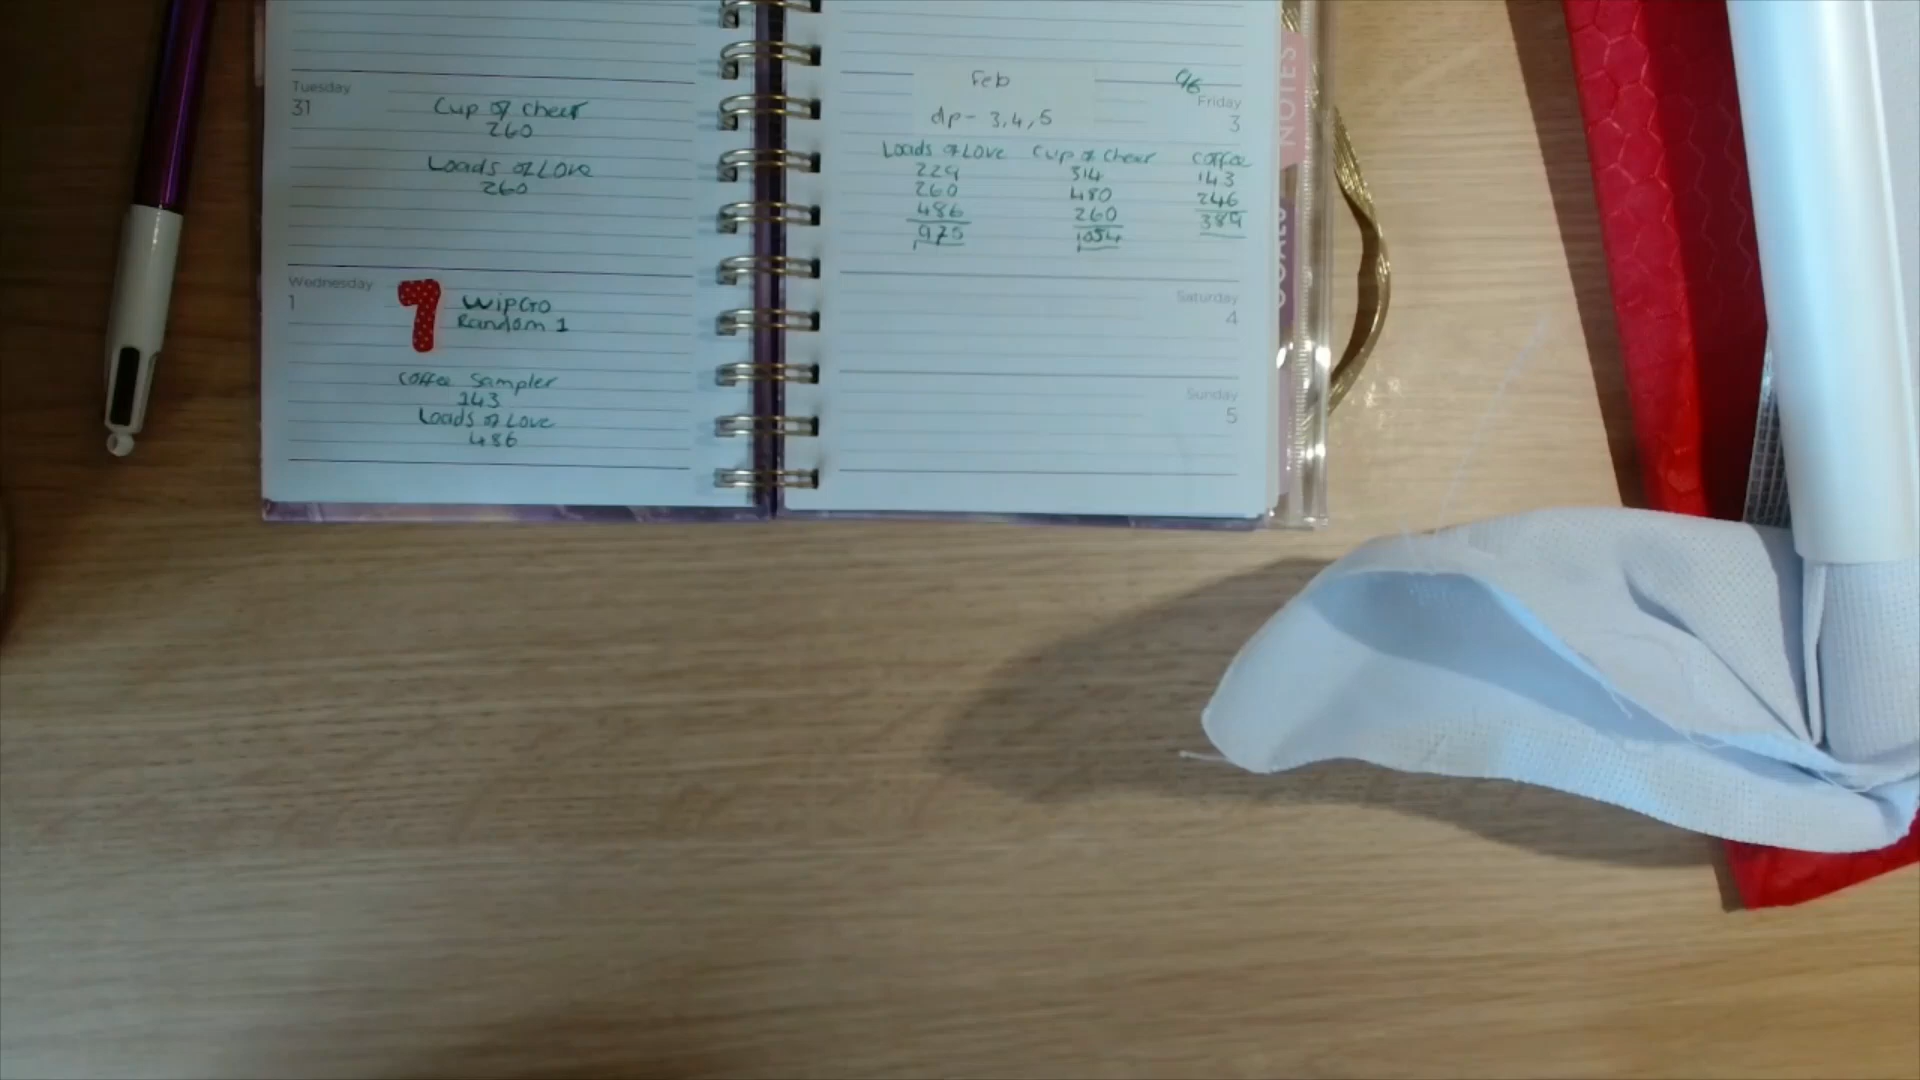 Tuesday
31
Cup of cheer
260
Loads of Love
260
Wednesday
1
WipGo
Random 1
Coffee Sampler
143
Loads of Love
486
Feb
dp - 3, 4, 5
Friday
3
Loads of Love Cup of Cheer Coffee
229 314 143
260 480 246
486 260 389
975 1054
Saturday
4
Sunday
5
NOTES